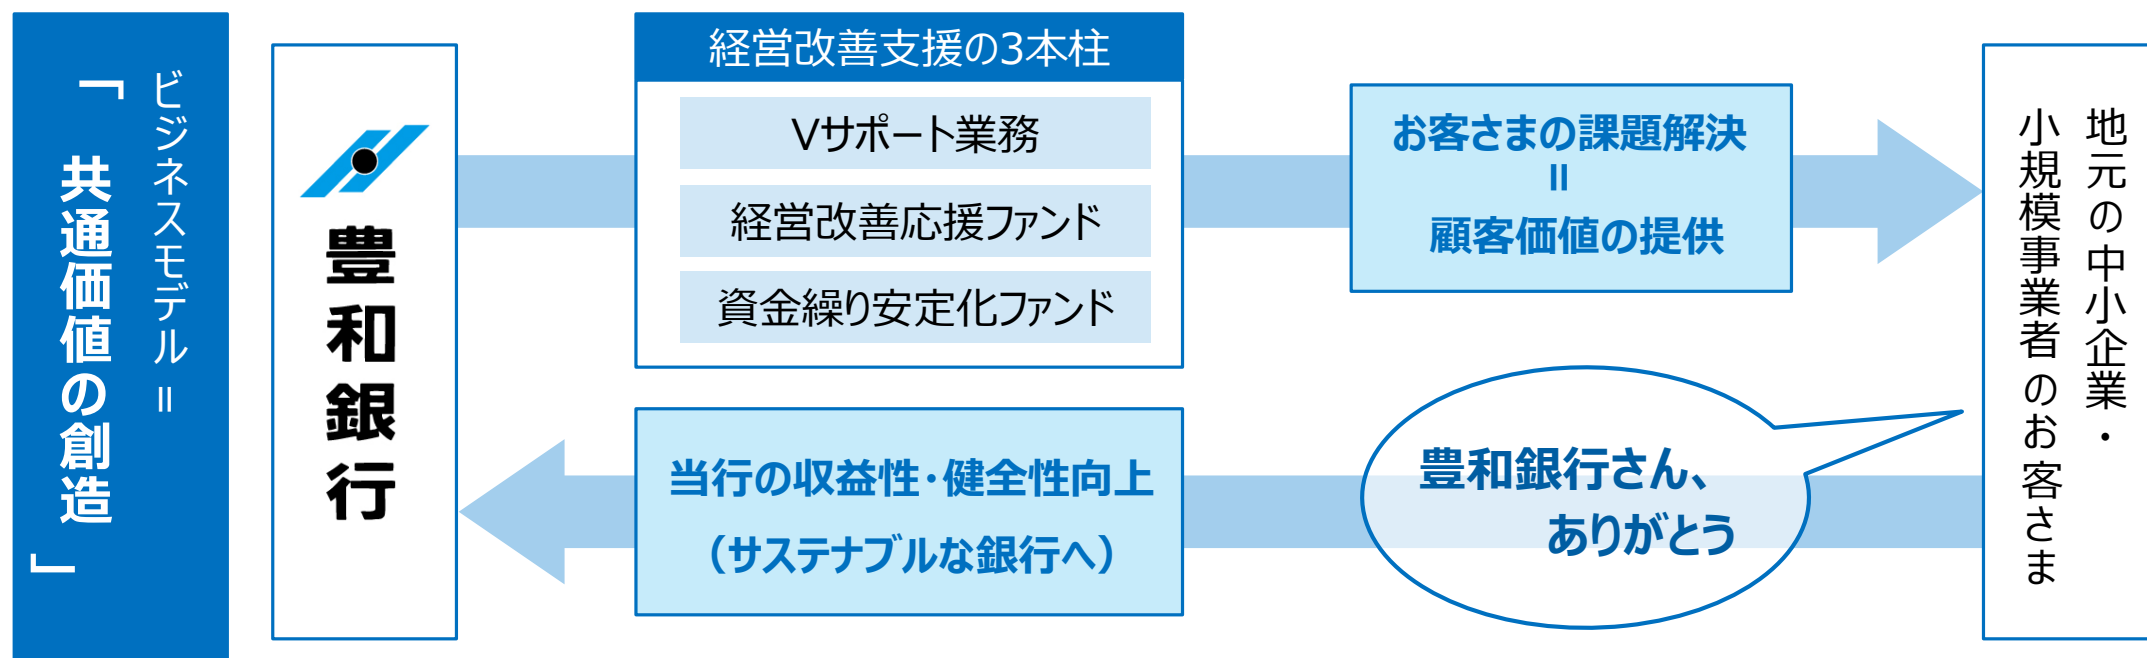 ビジネスモデル＝
「共通価値の創造」
豊和銀行
経営改善支援の3本柱
Vサポート業務
経営改善応援ファンド
資金繰り安定化ファンド
お客さまの課題解決
＝
顧客価値の提供
地元の中小企業・
小規模事業者のお客さま
豊和銀行さん、
ありがとう
当行の収益性・健全性向上
（サステナブルな銀行へ）